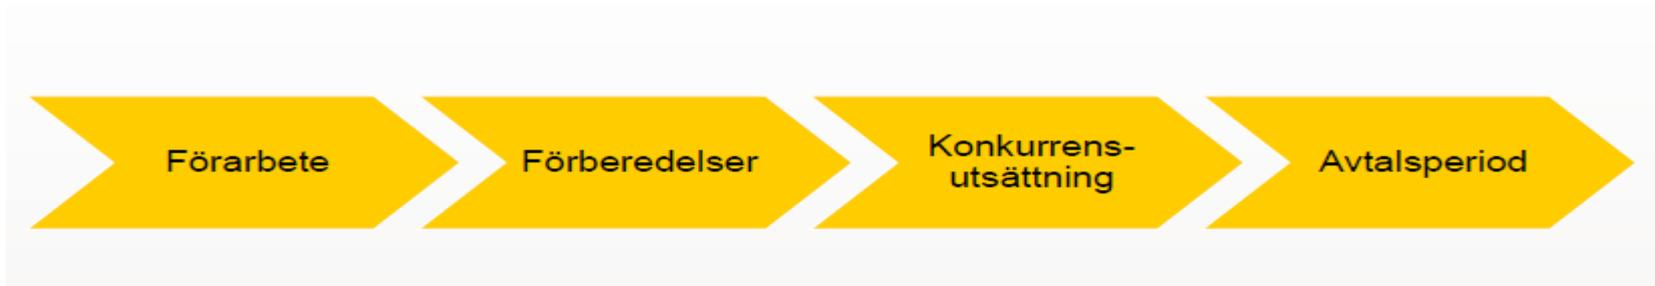 Förarbete
Förberedelser
Konkurrens-
utsättning
Avtalsperiod